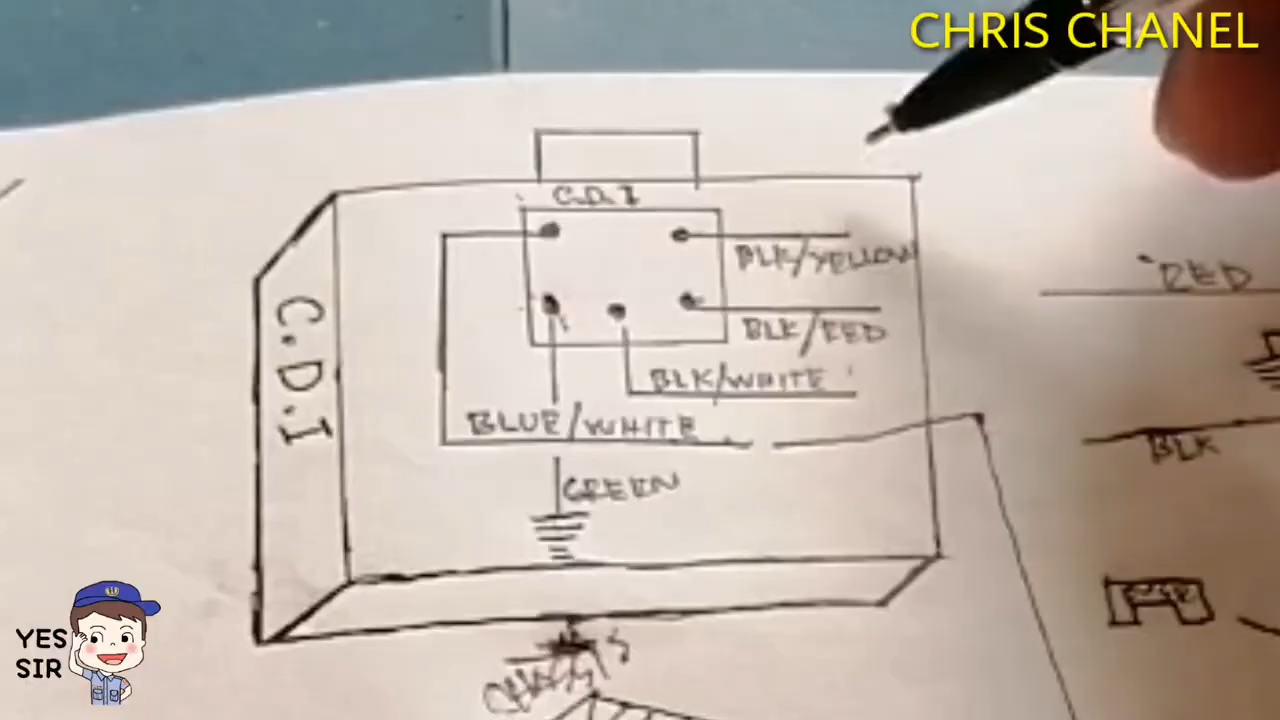 CHRIS CHANEL
C.D.I
BLK/YELLOW
RED
BLK/RED
C.D.I
BLK/WHITE
BLUE/WHITE
BLK
GREEN
YES
SIR